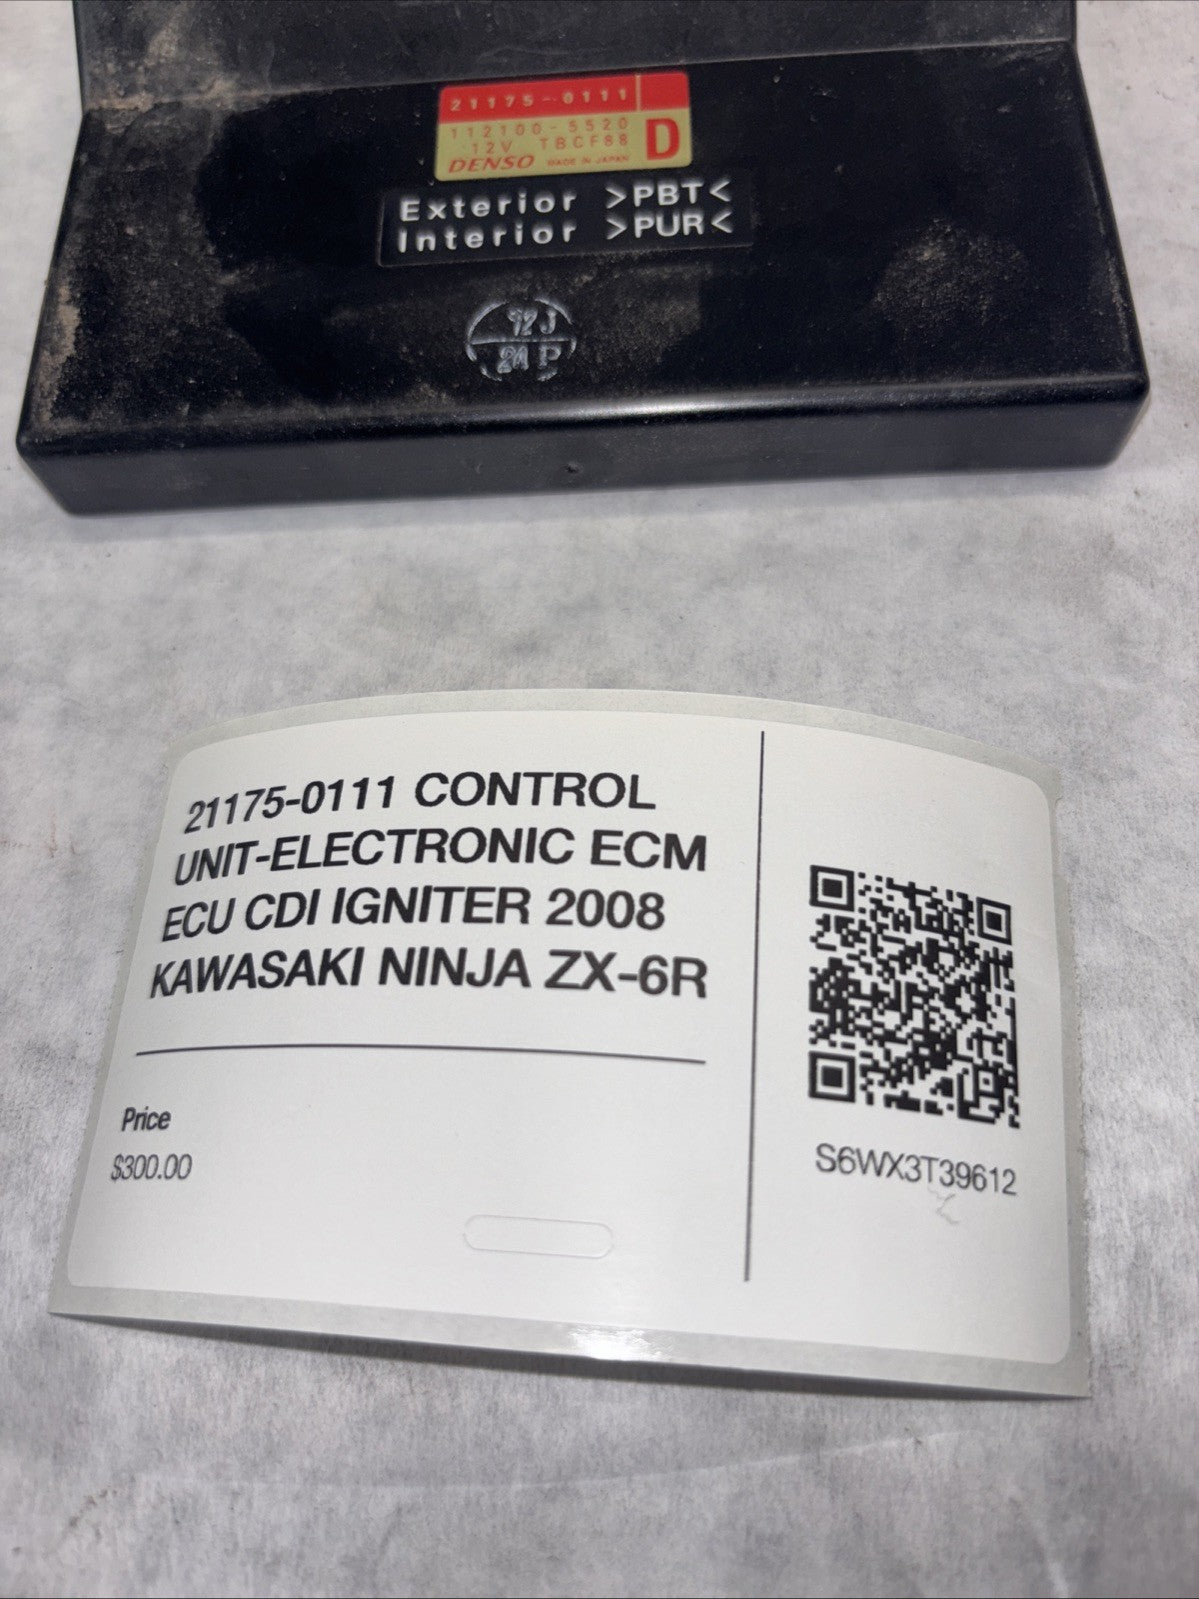 21175-0111
112100-5520
12V TBCF88
D
DENSO MADE IN JAPAN
Exterior >PBT<
Interior >PUR<
21175-0111 CONTROL
UNIT-ELECTRONIC ECM
ECU CDI IGNITER 2008
KAWASAKI NINJA ZX-6R
Price
$300.00
S6WX3T39612